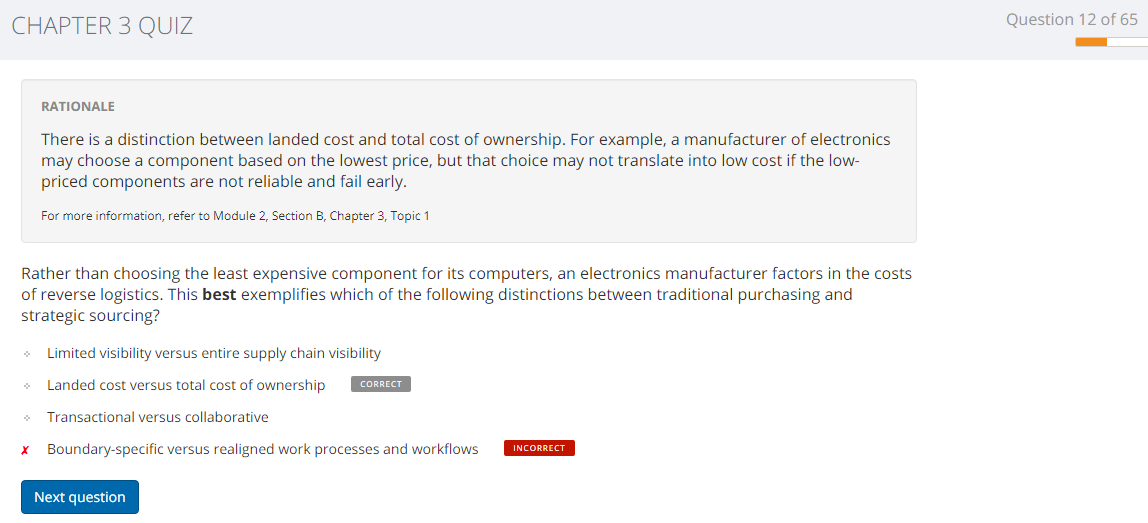 CHAPTER 3 QUIZ
Question 12 of 65
RATIONALE
There is a distinction between landed cost and total cost of ownership. For example, a manufacturer of electronics
may choose a component based on the lowest price, but that choice may not translate into low cost if the low-
priced components are not reliable and fail early.
For more information, refer to Module 2, Section B, Chapter 3, Topic 1
Rather than choosing the least expensive component for its computers, an electronics manufacturer factors in the costs
of reverse logistics. This best exemplifies which of the following distinctions between traditional purchasing and
strategic sourcing?
Limited visibility versus entire supply chain visibility
Landed cost versus total cost of ownership CORRECT
Transactional versus collaborative
✗ Boundary-specific versus realigned work processes and workflows INCORRECT
Next question